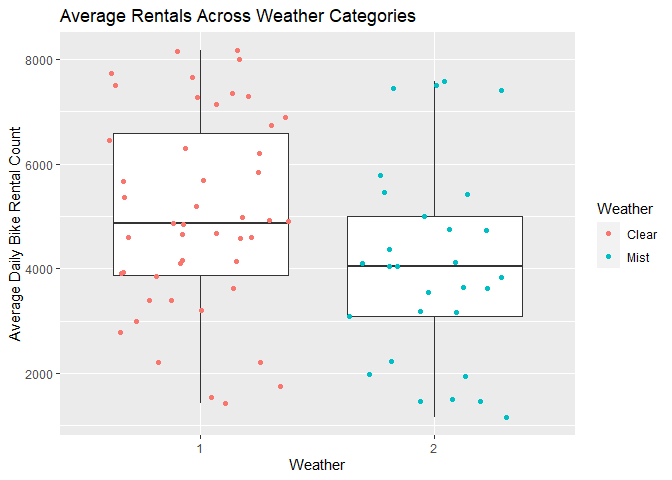 Average Rentals Across Weather Categories
Average Daily Bike Rental Count
8000
6000
4000
2000
1
2
Weather
Weather
Clear
Mist